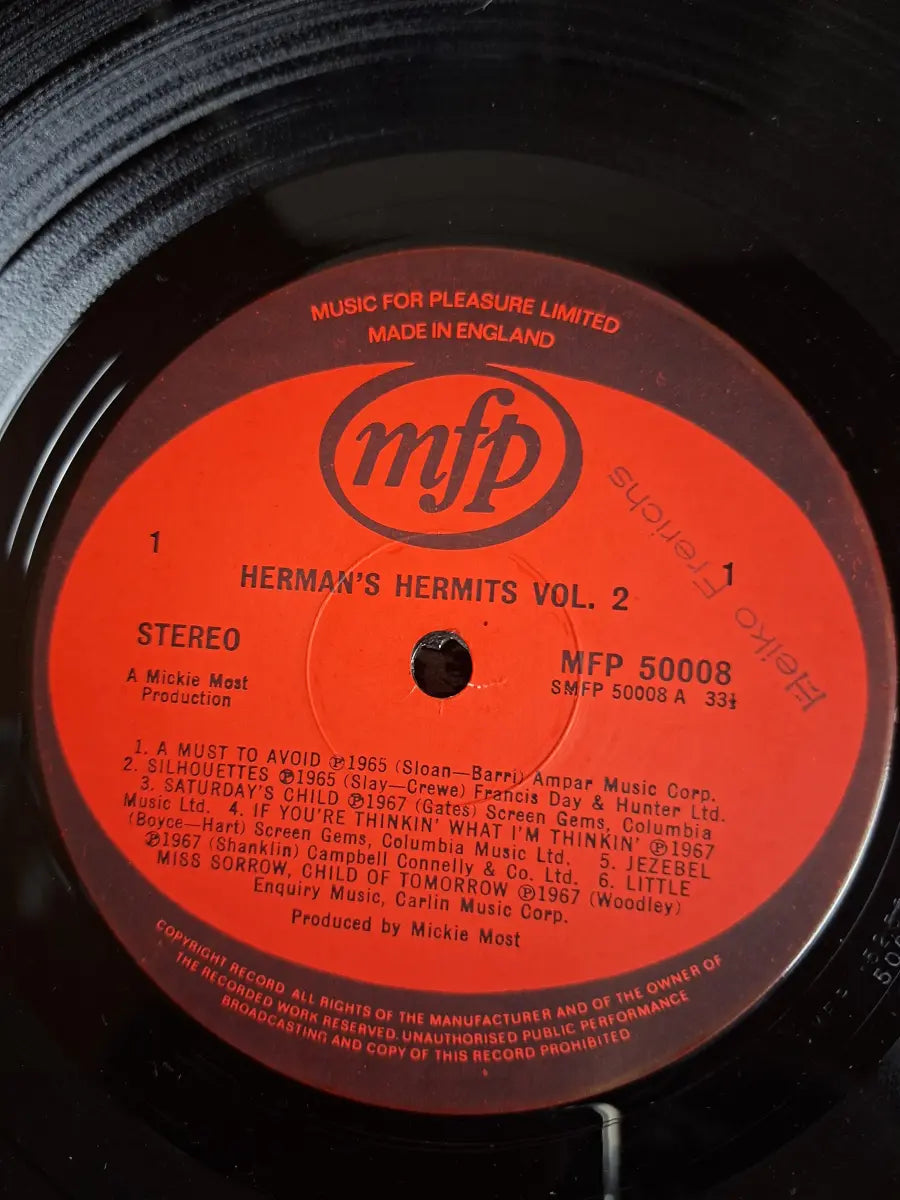 MUSIC FOR PLEASURE LIMITED
MADE IN ENGLAND
mfp
1
1
HERMAN'S HERMITS VOL. 2
STEREO
MFP 50008
SMFP 50008 A 33⅓
A Mickie Most
Production
Heiko Frerichs
1. A MUST TO AVOID ℗1965 (Sloan—Barri) Ampar Music Corp.
2. SILHOUETTES ℗1965 (Slay—Crewe) Francis Day & Hunter Ltd.
3. SATURDAY'S CHILD ℗1967 (Gates) Screen Gems, Columbia
Music Ltd. 4. IF YOU'RE THINKIN' WHAT I'M THINKIN' ℗1967
(Boyce—Hart) Screen Gems, Columbia Music Ltd. 5. JEZEBEL
℗1967 (Shanklin) Campbell Connelly & Co. Ltd. 6. LITTLE
MISS SORROW, CHILD OF TOMORROW ℗1967 (Woodley)
Enquiry Music, Carlin Music Corp.
Produced by Mickie Most
COPYRIGHT RECORD ALL RIGHTS OF THE MANUFACTURER AND OF THE OWNER OF
THE RECORDED WORK RESERVED. UNAUTHORISED PUBLIC PERFORMANCE
BROADCASTING AND COPY OF THIS RECORD PROHIBITED